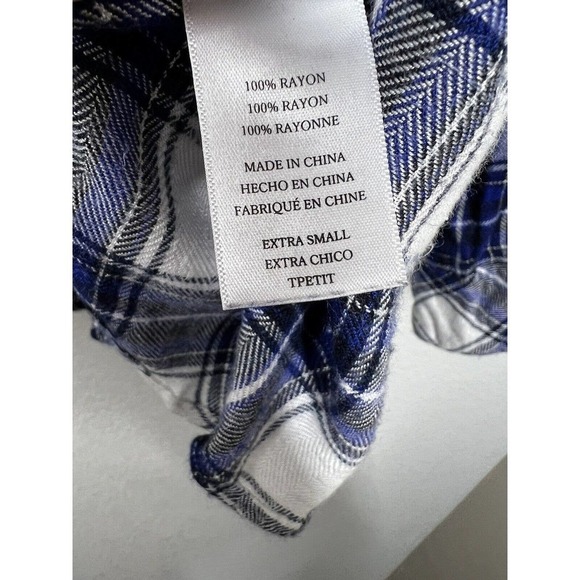 100% RAYON
100% RAYON
100% RAYONNE
MADE IN CHINA
HECHO EN CHINA
FABRIQUÉ EN CHINE
EXTRA SMALL
EXTRA CHICO
TPETIT